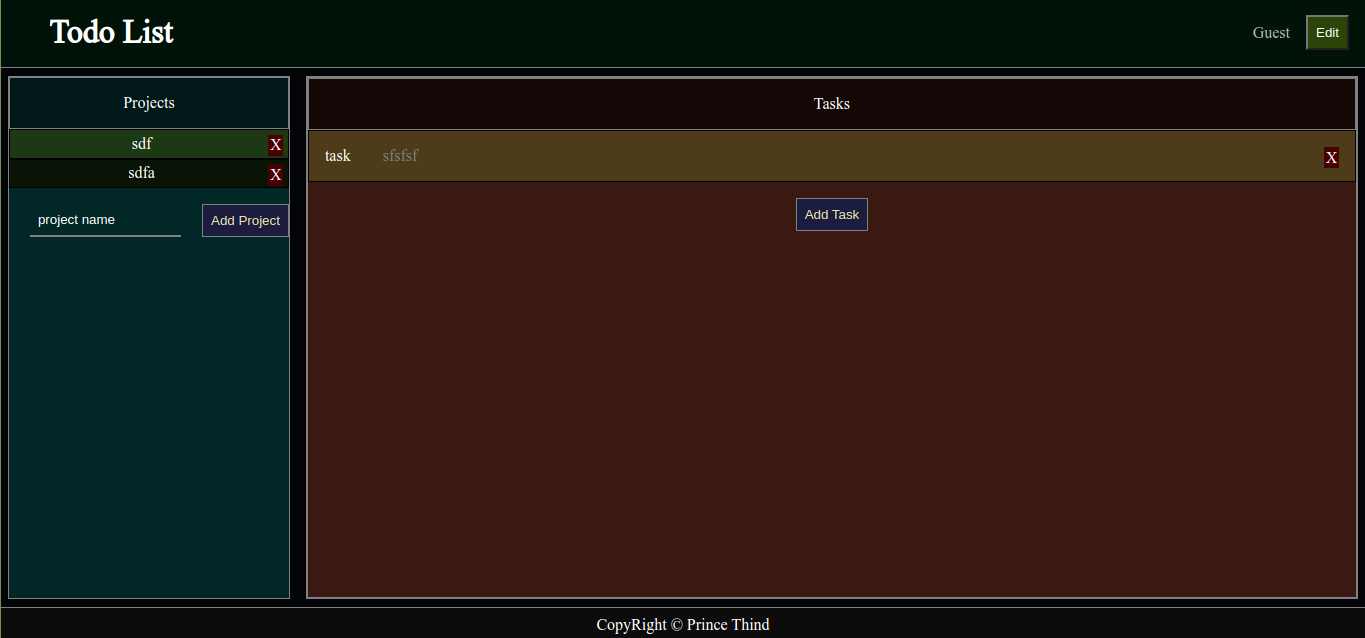 Todo List
Guest
Edit
Projects
sdf
X
sdfa
X
project name
Add Project
Tasks
task
sfsfsf
X
Add Task
CopyRight © Prince Thind